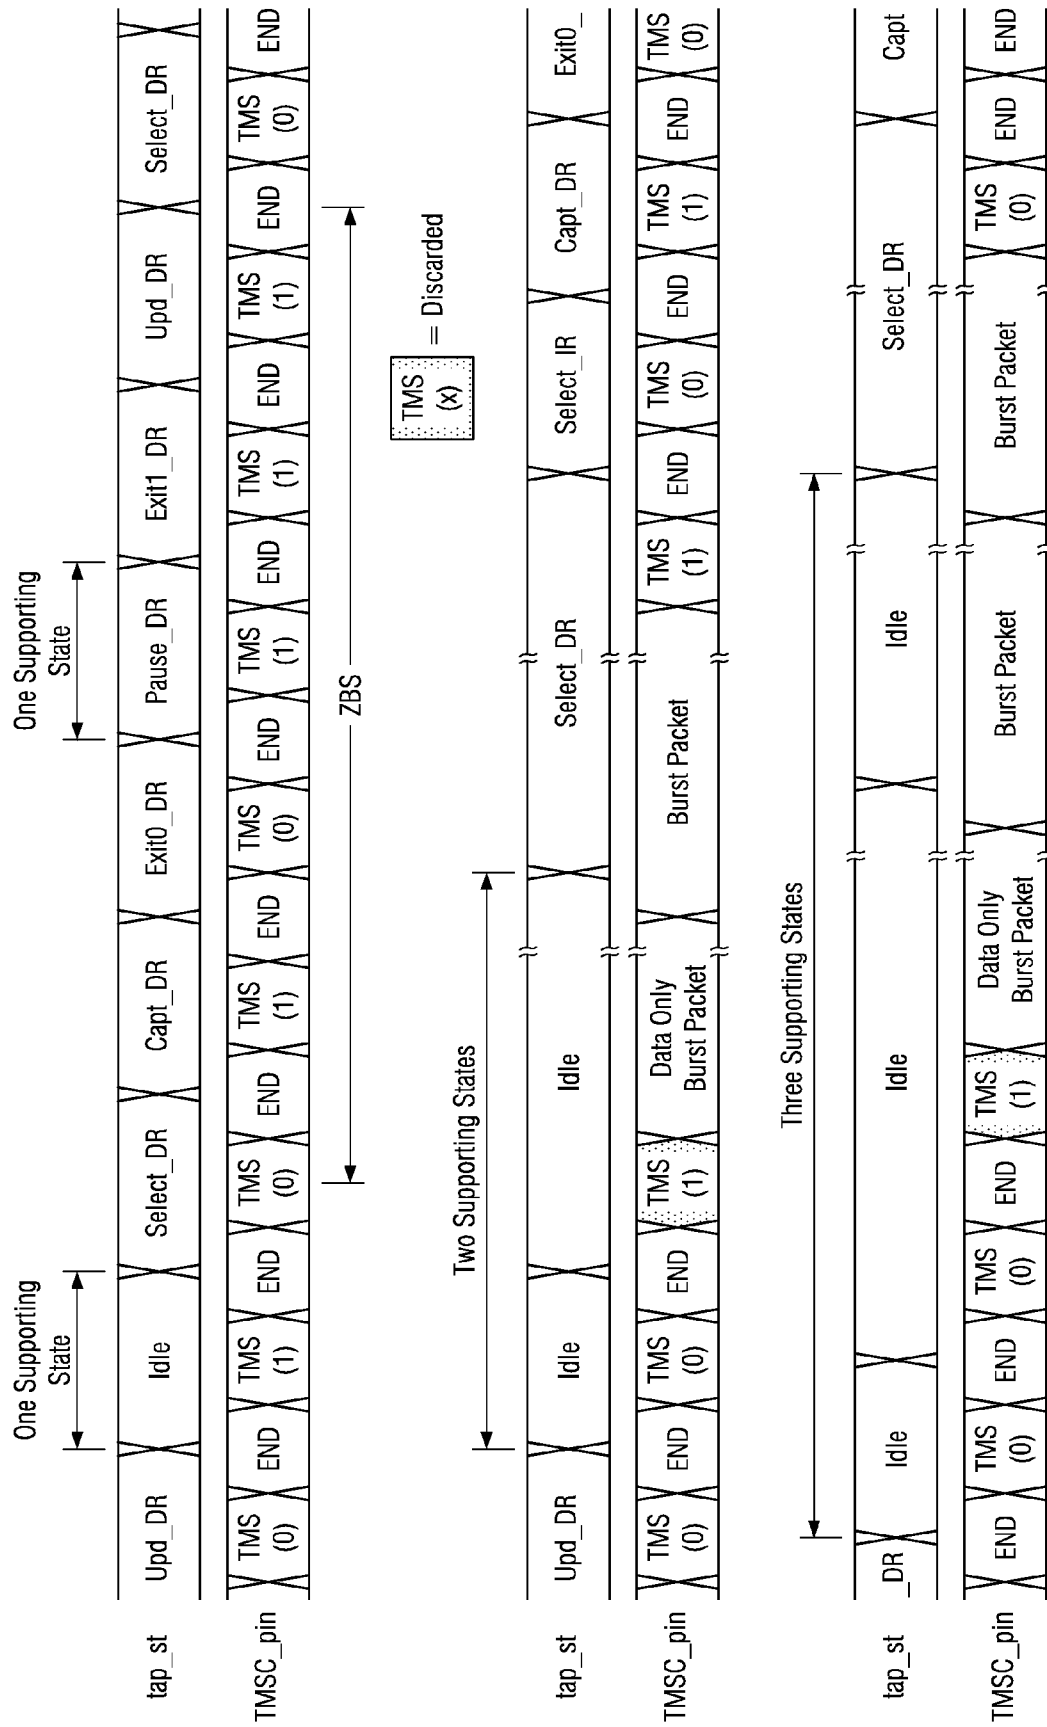 One Supporting
State
One Supporting
State
tap_st Upd_DR Idle Select_DR Capt_DR Exit0_DR Pause_DR Exit1_DR Upd_DR Select_DR
TMSC_pin TMS (0) END TMS (1) END TMS (0) END TMS (1) END TMS (0) END TMS (1) END TMS (1) END TMS (1) END TMS (0) END
ZBS
TMS
(x)
= Discarded
Two Supporting States
tap_st Upd_DR Idle Idle Select_DR Select_IR Capt_DR Exit0_
TMSC_pin TMS (0) END TMS (0) END TMS (1) Data Only Burst Packet Burst Packet TMS (1) END TMS (0) END TMS (1) END TMS (0)
Three Supporting States
tap_st _DR Idle Idle Idle Select_DR Capt
TMSC_pin END TMS (0) END TMS (0) END TMS (1) Data Only Burst Packet Burst Packet Burst Packet TMS (0) END END